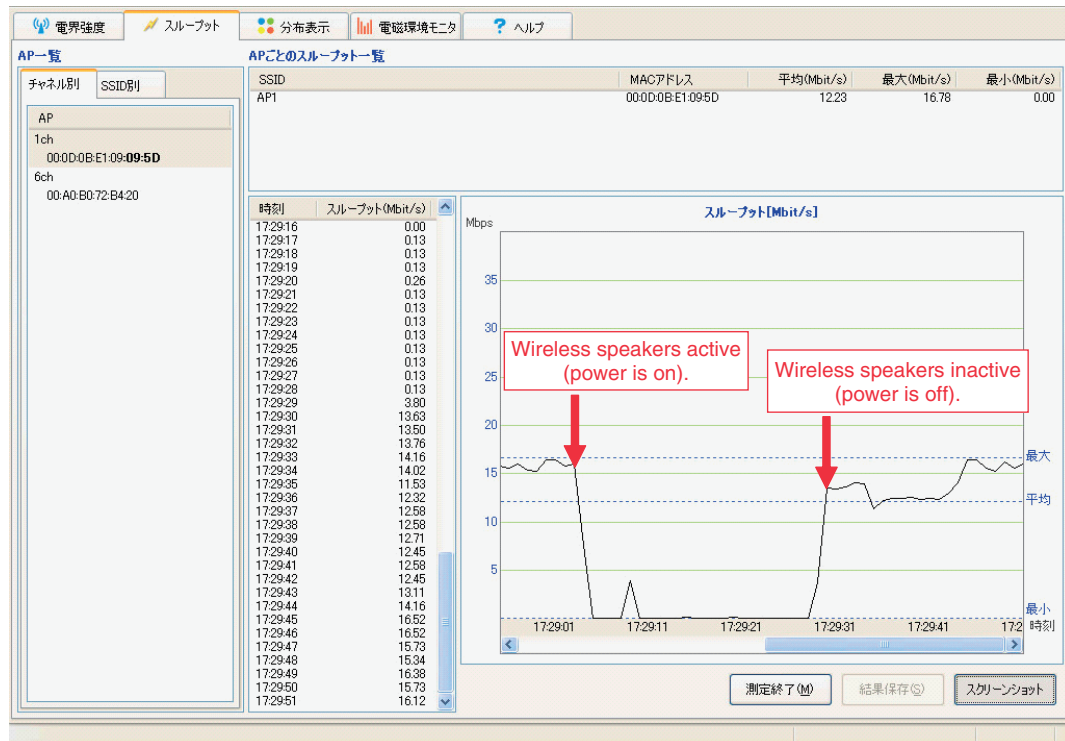 電界強度 スループット 分布表示 電磁環境モニタ ? ヘルプ
AP一覧
チャネル別 SSID別
AP
1ch
00:0D:0B:E1:09:09:5D
6ch
00:A0:B0:72:B4:20
APごとのスループット一覧
SSID MACアドレス 平均(Mbit/s) 最大(Mbit/s) 最小(Mbit/s)
AP1 00:0D:0B:E1:09:5D 12.23 16.78 0.00
時刻 スループット(Mbit/s)
17:29:16 0.00
17:29:17 0.13
17:29:18 0.13
17:29:19 0.13
17:29:20 0.26
17:29:21 0.13
17:29:22 0.13
17:29:23 0.13
17:29:24 0.13
17:29:25 0.13
17:29:26 0.13
17:29:27 0.13
17:29:28 0.13
17:29:29 3.80
17:29:30 13.63
17:29:31 13.50
17:29:32 13.76
17:29:33 14.16
17:29:34 14.02
17:29:35 11.53
17:29:36 12.32
17:29:37 12.58
17:29:38 12.58
17:29:39 12.71
17:29:40 12.45
17:29:41 12.58
17:29:42 12.45
17:29:43 13.11
17:29:44 14.16
17:29:45 16.52
17:29:46 16.52
17:29:47 15.73
17:29:48 15.34
17:29:49 16.38
17:29:50 15.73
17:29:51 16.12
スループット[Mbit/s]
Mbps
35
30
25
20
15
10
5
Wireless speakers active
(power is on).
Wireless speakers inactive
(power is off).
最大
平均
最小
17:29:01 17:29:11 17:29:21 17:29:31 17:29:41 17:2 時刻
測定終了(M) 結果保存(S) スクリーンショット